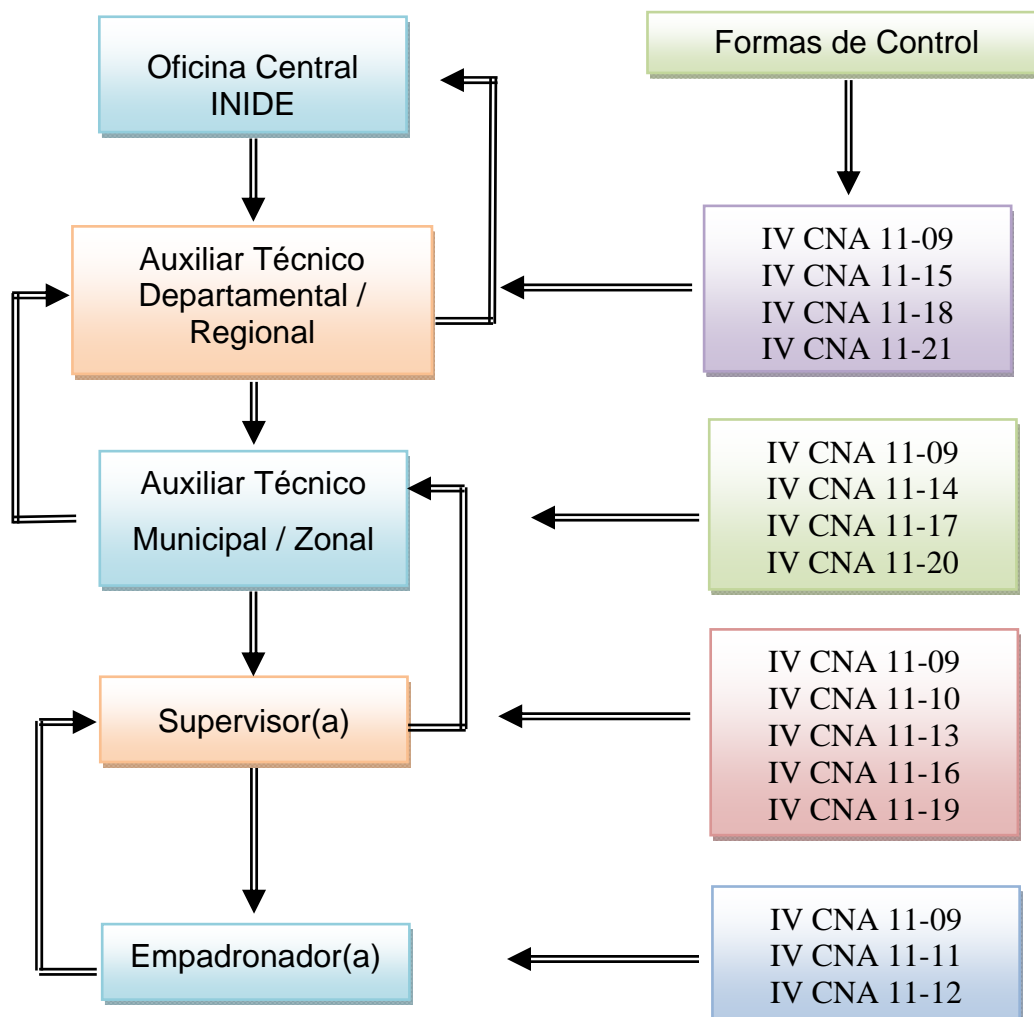 Oficina Central
INIDE
Formas de Control
Auxiliar Técnico
Departamental /
Regional
IV CNA 11-09
IV CNA 11-15
IV CNA 11-18
IV CNA 11-21
Auxiliar Técnico
Municipal / Zonal
IV CNA 11-09
IV CNA 11-14
IV CNA 11-17
IV CNA 11-20
Supervisor(a)
IV CNA 11-09
IV CNA 11-10
IV CNA 11-13
IV CNA 11-16
IV CNA 11-19
Empadronador(a)
IV CNA 11-09
IV CNA 11-11
IV CNA 11-12